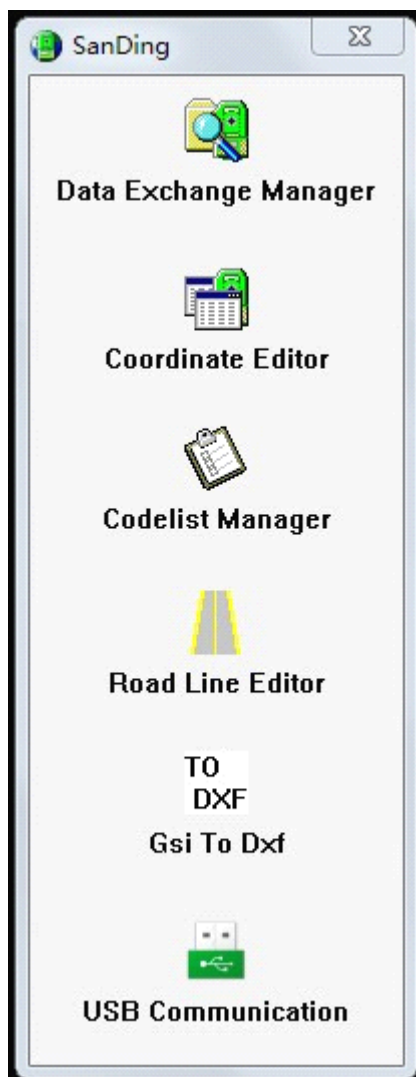 SanDing
Data Exchange Manager
Coordinate Editor
Codelist Manager
Road Line Editor
TO
DXF
Gsi To Dxf
USB Communication